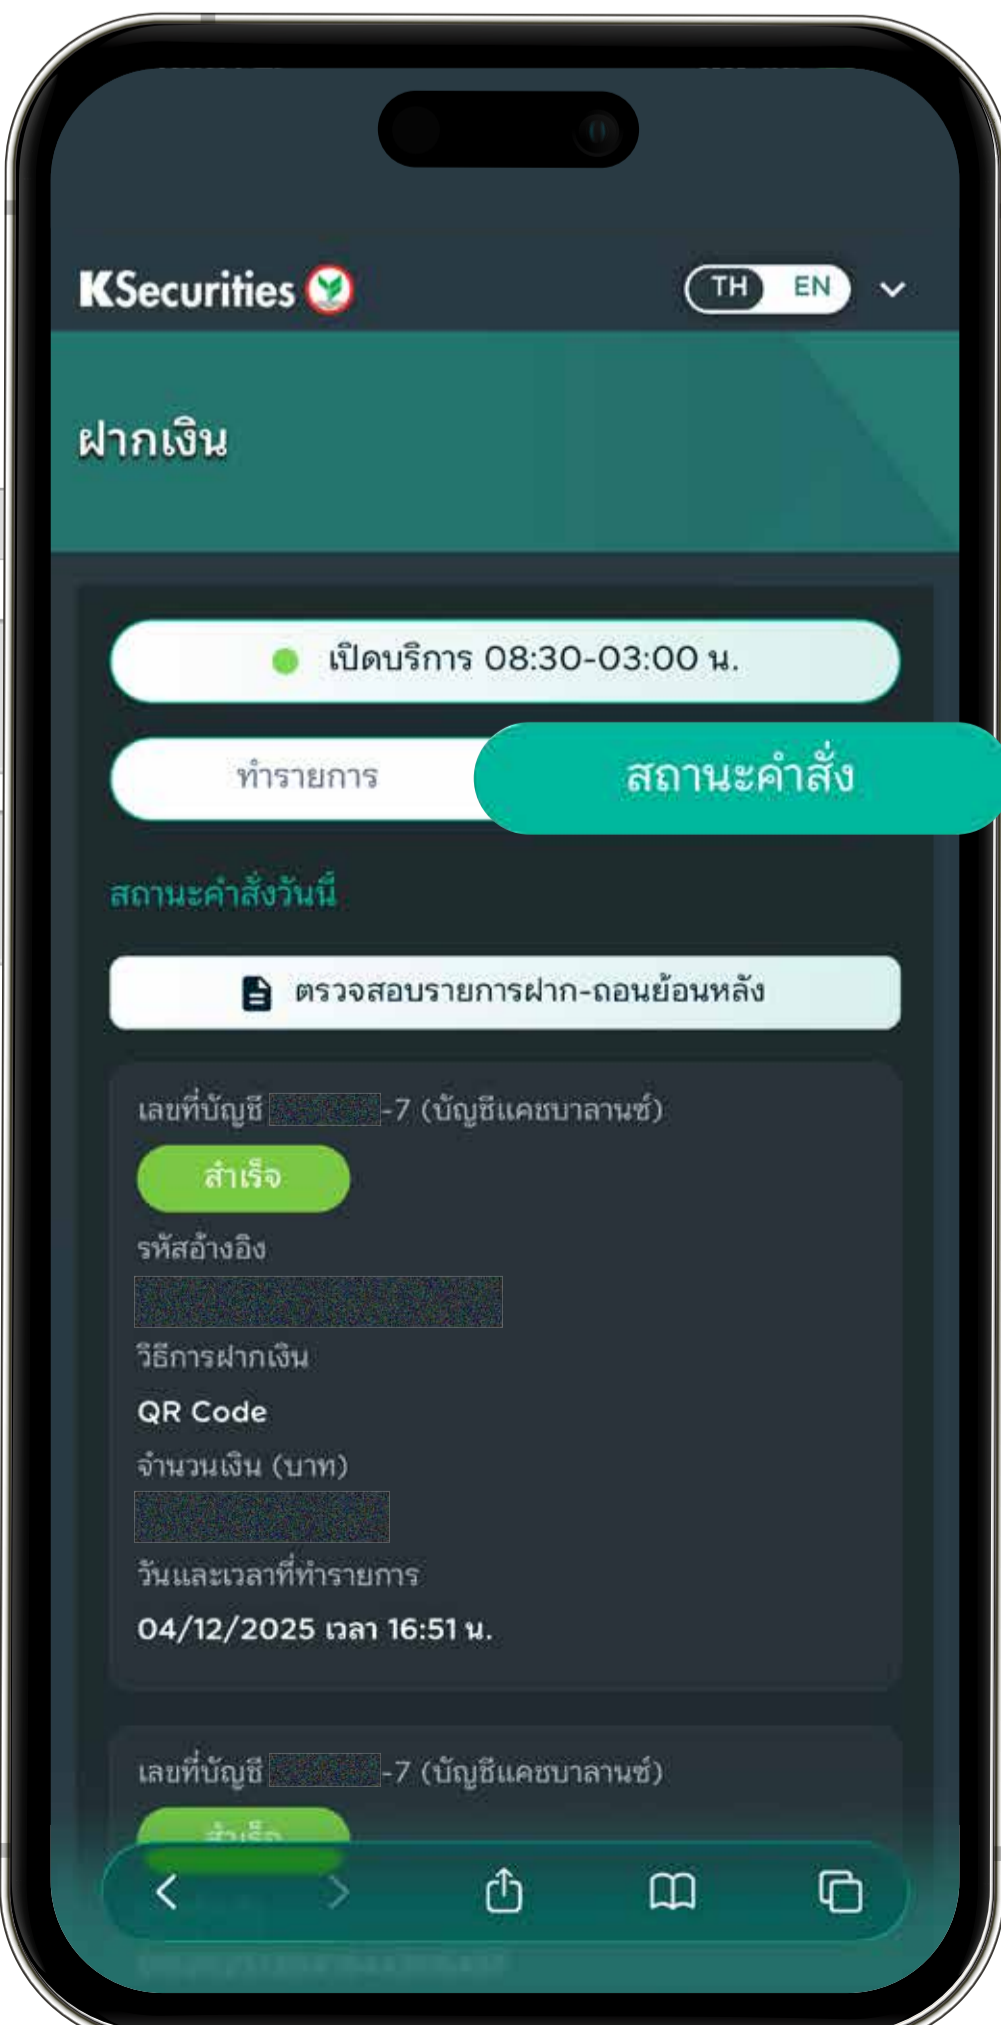 KSecurities
TH EN
ฝากเงิน
เปิดบริการ 08:30-03:00 น.
ทำรายการ
สถานะคำสั่ง
สถานะคำสั่งวันนี้
ตรวจสอบรายการฝาก-ถอนย้อนหลัง
เลขที่บัญชี -7 (บัญชีแคชบาลานซ์)
สำเร็จ
รหัสอ้างอิง
วิธีการฝากเงิน
QR Code
จำนวนเงิน (บาท)
วันและเวลาที่ทำรายการ
04/12/2025 เวลา 16:51 น.
เลขที่บัญชี -7 (บัญชีแคชบาลานซ์)
สำเร็จ